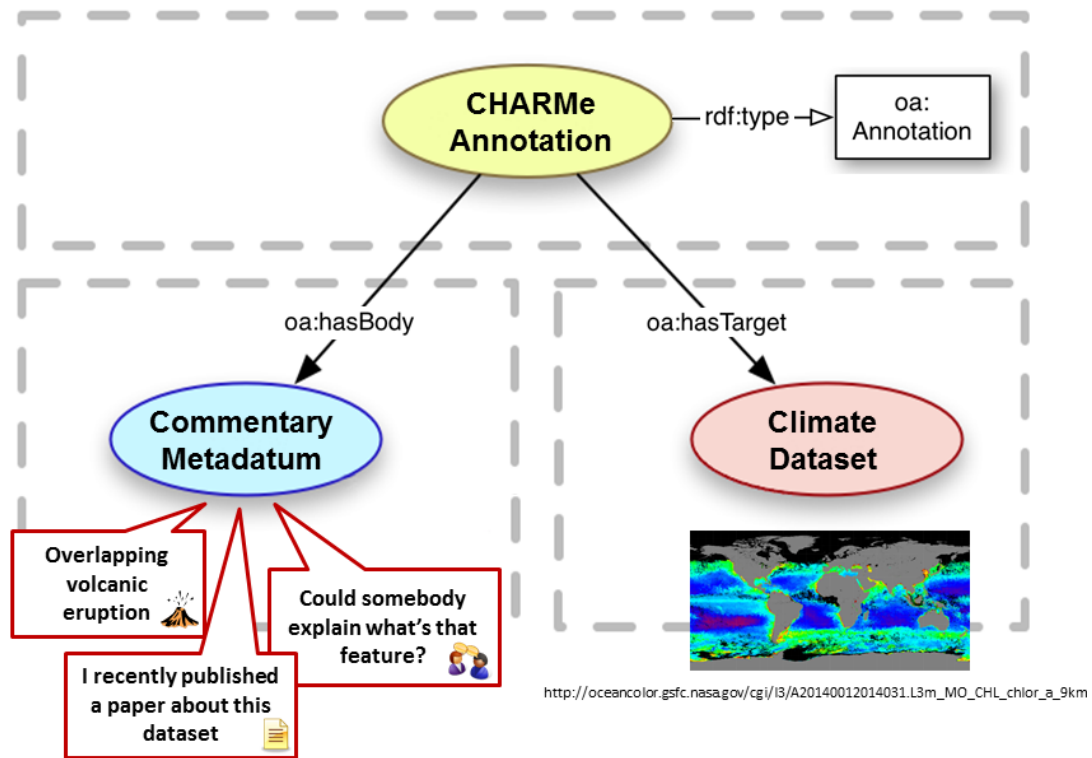 CHARMe
Annotation
rdf:type
oa:
Annotation
oa:hasBody
oa:hasTarget
Commentary
Metadatum
Climate
Dataset
Overlapping
volcanic
eruption
Could somebody
explain what's that
feature?
I recently published
a paper about this
dataset
http://oceancolor.gsfc.nasa.gov/cgi/l3/A20140012014031.L3m_MO_CHL_chlor_a_9km